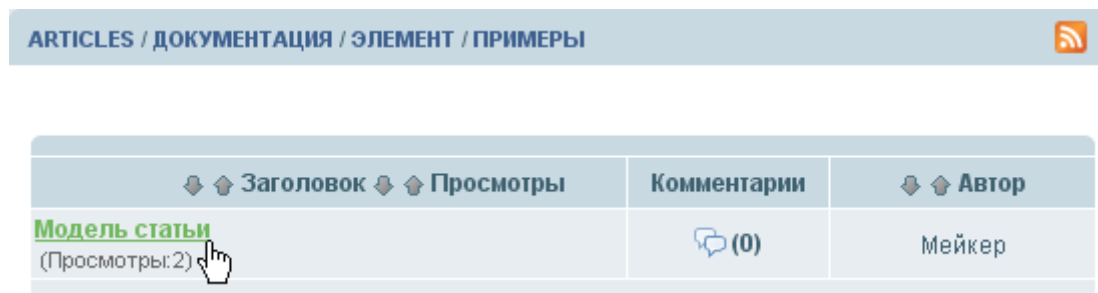 ARTICLES / ДОКУМЕНТАЦИЯ / ЭЛЕМЕНТ / ПРИМЕРЫ
Заголовок Просмотры Комментарии Автор
Модель статьи (0) Мейкер
(Просмотры:2)